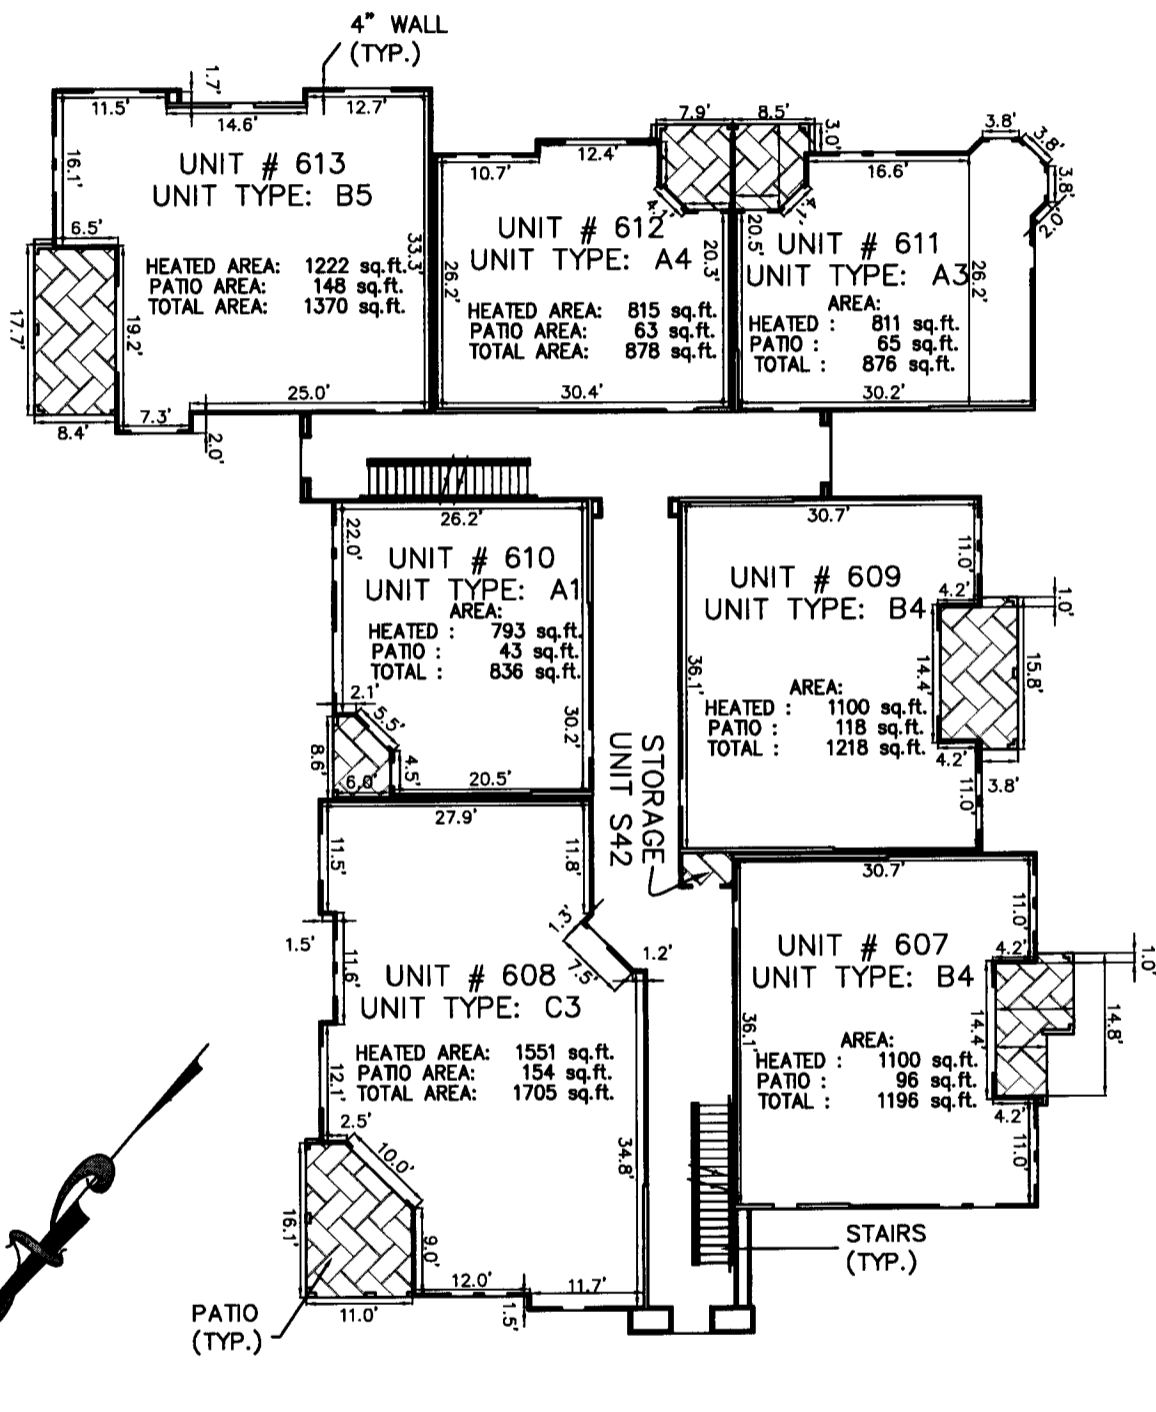 4" WALL
(TYP.)
1.7'
11.5'
14.6'
12.7'
16.1'
UNIT # 613
UNIT TYPE: B5
6.5'
33.3'
HEATED AREA: 1222 sq.ft.
PATIO AREA: 148 sq.ft.
TOTAL AREA: 1370 sq.ft.
17.7'
19.2'
25.0'
7.3'
8.4'
2.0'
7.9'
8.5'
3.0'
12.4'
10.7'
4.1'
4.1'
UNIT # 612
UNIT TYPE: A4
26.2'
20.3'
20.5'
HEATED AREA: 815 sq.ft.
PATIO AREA: 63 sq.ft.
TOTAL AREA: 878 sq.ft.
30.4'
3.8'
3.8'
3.8'
2.0'
16.6'
UNIT # 611
UNIT TYPE: A3
26.2'
AREA:
HEATED : 811 sq.ft.
PATIO : 65 sq.ft.
TOTAL : 876 sq.ft.
30.2'
26.2'
22.0'
UNIT # 610
UNIT TYPE: A1
AREA:
HEATED : 793 sq.ft.
PATIO : 43 sq.ft.
TOTAL : 836 sq.ft.
2.1'
5.5'
30.2'
8.6'
6.0'
4.5'
20.5'
30.7'
11.0'
UNIT # 609
UNIT TYPE: B4
4.2'
1.0'
36.1'
14.4'
15.8'
AREA:
HEATED : 1100 sq.ft.
PATIO : 118 sq.ft.
TOTAL : 1218 sq.ft.
4.2'
3.8'
11.0'
STORAGE
UNIT S42
27.9'
11.5'
11.8'
1.3'
7.5'
1.2'
1.5'
11.6'
UNIT # 608
UNIT TYPE: C3
HEATED AREA: 1551 sq.ft.
PATIO AREA: 154 sq.ft.
TOTAL AREA: 1705 sq.ft.
12.1'
2.5'
10.0'
34.8'
16.1'
9.0'
12.0'
11.7'
11.0'
1.5'
PATIO
(TYP.)
30.7'
11.0'
UNIT # 607
UNIT TYPE: B4
4.2'
1.0'
36.1'
14.4'
14.8'
AREA:
HEATED : 1100 sq.ft.
PATIO : 96 sq.ft.
TOTAL : 1196 sq.ft.
4.2'
11.0'
STAIRS
(TYP.)